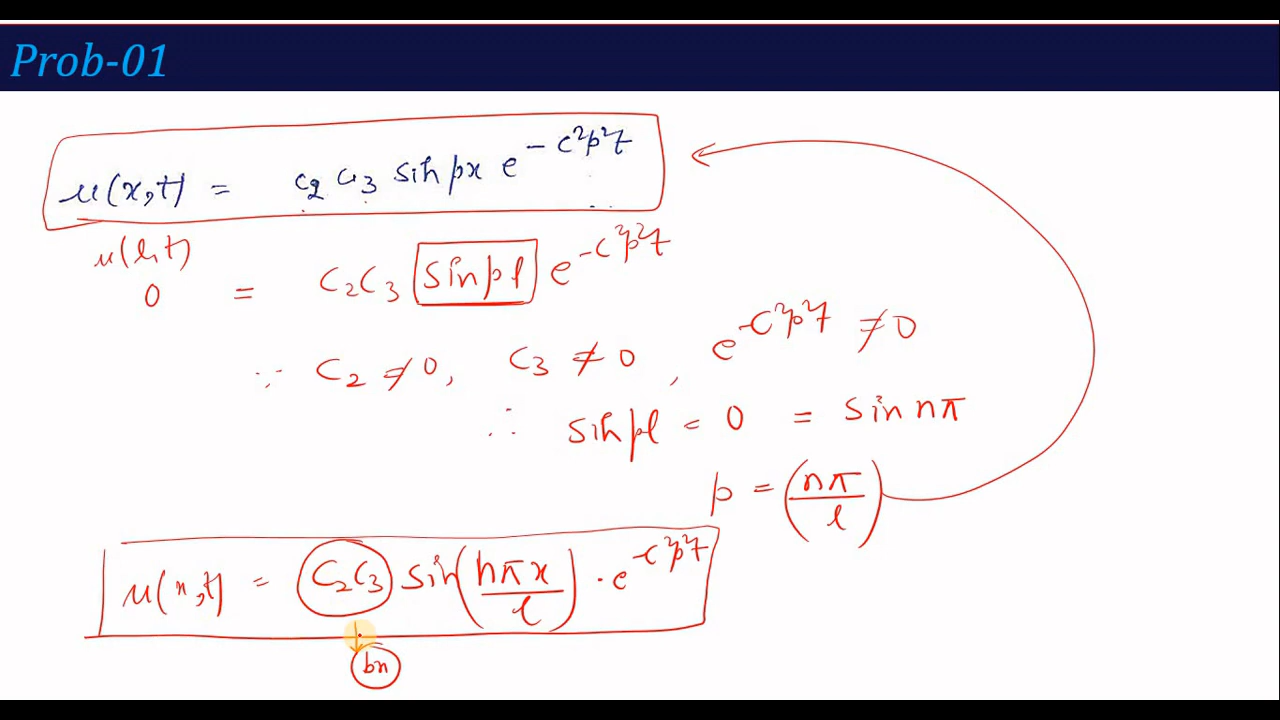 Prob-01
u(x,t) = c₂ c₃ sin px e^{-c²p²t}
u(l,t)
0 = C₂C₃ sin pl e^{-c²p²t}
∵ C₂ ≠ 0, C₃ ≠ 0, e^{-c²p²t} ≠ 0
∴ sin pl = 0 = sin nπ
p = (nπ/l)
u(x,t) = C₂C₃ sin(nπx/l) · e^{-c²p²t}
bn